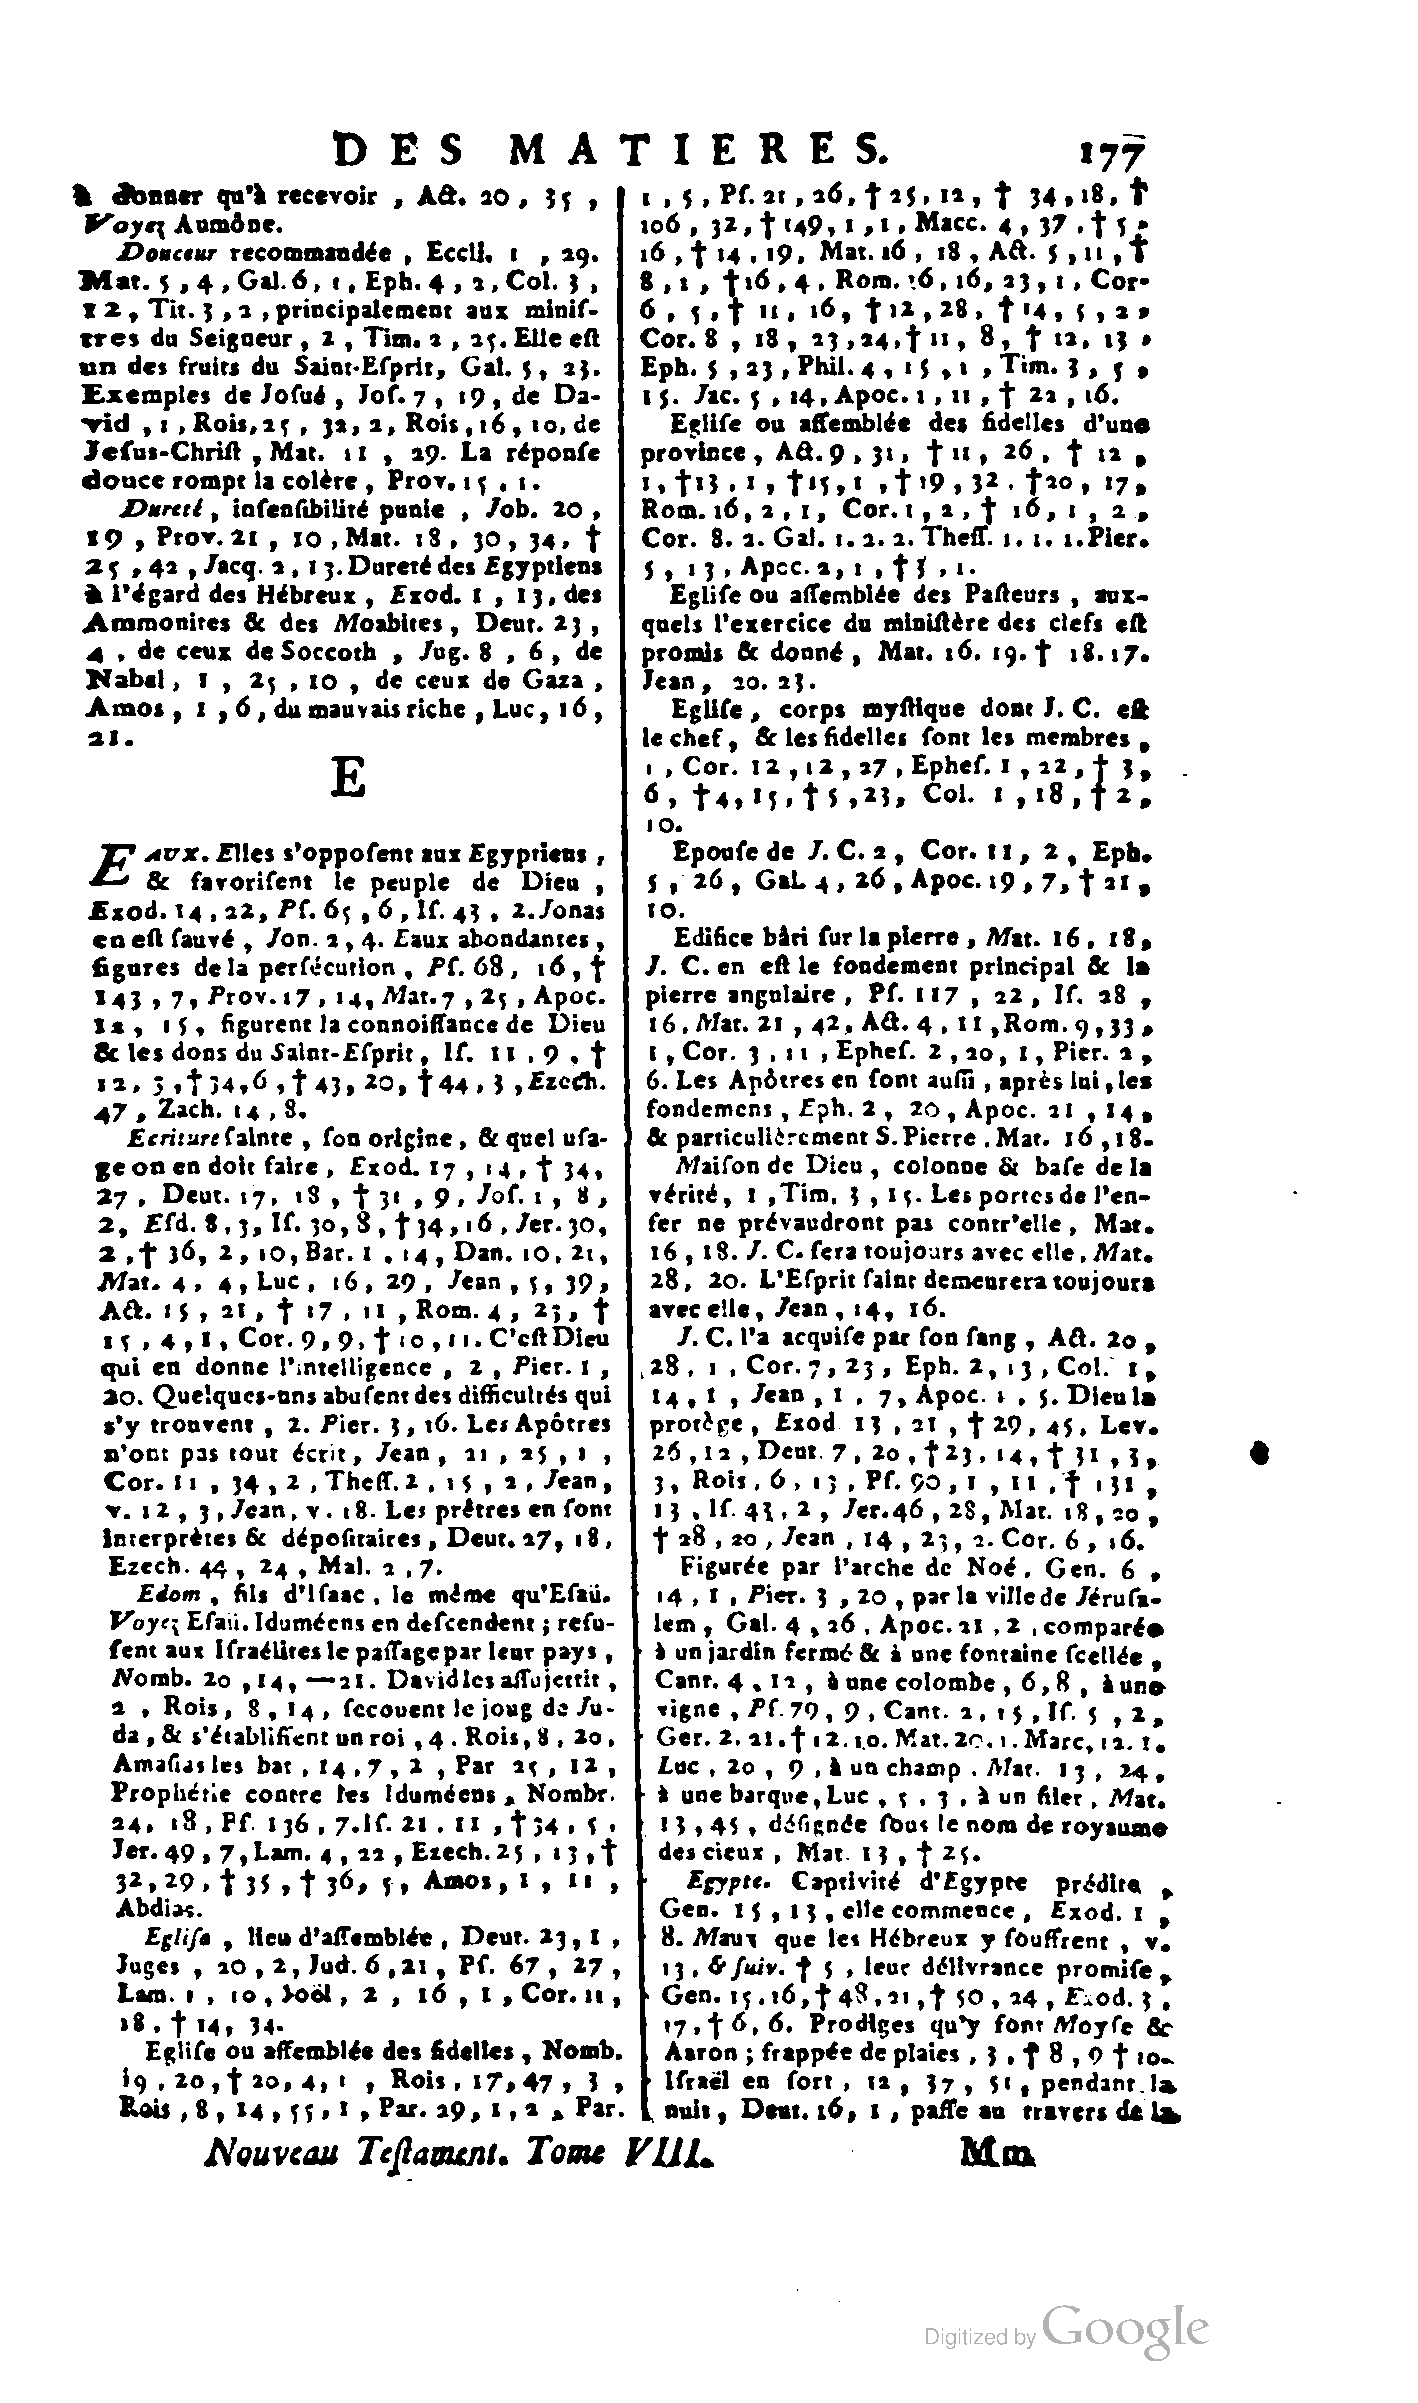 DES MATIERES. 177
à donner qu'à recevoir, Act. 20, 35,
Voyez Aumône.
Douceur recommandée, Eccli. 1, 29.
Mat. 5, 4, Gal. 6, 1, Eph. 4, 2, Col. 3,
12, Tit. 3, 2, principalement aux minis-
tres du Seigneur, 2, Tim. 2, 25. Elle est
un des fruits du Saint-Esprit, Gal. 5, 23.
Exemples de Josué, Jos. 7, 19, de Da-
vid, 1, Rois, 25, 32, 2, Rois, 16, 10, de
Jesus-Christ, Mat. 11, 29. La réponse
douce rompt la colère, Prov. 15. 1.
Dureté, insensibilité punie, Job. 20,
19, Prov. 21, 10, Mat. 18, 30, 34, †
25, 42, Jacq. 2, 13. Dureté des Egyptiens
à l'égard des Hébreux, Exod. 1, 13, des
Ammonites & des Moabites, Deut. 23,
4, de ceux de Soccoth, Jug. 8, 6, de
Nabal, 1, 25, 10, de ceux de Gaza,
Amos, 1, 6, du mauvais riche, Luc, 16,
21.
E
EAUX. Elles s'opposent aux Egyptiens,
& favorisent le peuple de Dieu,
Exod. 14, 22, Ps. 65, 6, Is. 43, 2. Jonas
en est sauvé, Jon. 2, 4. Eaux abondantes,
figures de la persécution, Ps. 68, 16, †
143, 7, Prov. 17, 14, Mat. 7, 25, Apoc.
12, 15, figurent la connoissance de Dieu
& les dons du Saint-Esprit, Is. 11, 9, †
12, 3, † 34, 6, † 43, 20, † 44, 3, Ezech.
47, Zach. 14, 8.
Ecriture sainte, son origine, & quel usa-
ge on en doit faire, Exod. 17, 14, † 34,
27, Deut. 17, 18, † 31, 9, Jos. 1, 8,
2, Esd. 8, 3, Is. 30, 8, † 34, 16, Jer. 30,
2, † 36, 2, 10, Bar. 1, 14, Dan. 10, 21,
Mat. 4, 4, Luc, 16, 29, Jean, 5, 39,
Act. 15, 21, † 17, 11, Rom. 4, 23, †
15, 4, 1, Cor. 9, 9, † 10, 11. C'est Dieu
qui en donne l'intelligence, 2, Pier. 1,
20. Quelques-uns abusent des difficultés qui
s'y trouvent, 2. Pier. 3, 16. Les Apôtres
n'ont pas tout écrit, Jean, 21, 25, 1,
Cor. 11, 34, 2, Thess. 2, 15, 2, Jean,
v. 12, 3, Jean, v. 18. Les prêtres en sont
interprètes & dépositaires, Deut. 27, 18,
Ezech. 44, 24, Mal. 2, 7.
Edom, fils d'Isaac, le même qu'Esaü.
Voyez Esaü. Iduméens en descendent; refu-
sent aux Israélites le passage par leur pays,
Nomb. 20, 14, —21. David les assujettit,
2, Rois, 8, 14, secouent le joug de Ju-
da, & s'établissent un roi, 4. Rois, 8, 20,
Amasias les bat, 14, 7, 2, Par 25, 12,
Prophétie contre les Iduméens, Nombr.
24, 18, Ps. 136, 7. Is. 21. 11, † 34, 5,
Jer. 49, 7, Lam. 4, 22, Ezech. 25, 13, †
32, 29, † 35, † 36, 5, Amos, 1, 11,
Abdias.
Eglise, lieu d'assemblée, Deut. 23, 1,
Juges, 20, 2, Jud. 6, 21, Ps. 67, 27,
Lam. 1, 10, Joël, 2, 16, 1, Cor. 11,
18, † 14, 34.
Eglise ou assemblée des fidelles, Nomb.
19, 20, † 20, 4, 1, Rois, 17, 47, 3,
Rois, 8, 14, 55, 1, Par. 29, 1, 2, Par.
1, 5, Ps. 21, 26, † 25, 12, † 34, 18, †
106, 32, † 149, 1, 1, Macc. 4, 37, † 5,
16, † 14, 19, Mat. 16, 18, Act. 5, 11, †
8, 1, † 16, 4, Rom. 16, 16, 23, 1, Cor-
6, 5, † 11, 16, † 12, 28, † 14, 5, 2,
Cor. 8, 18, 23, 24, † 11, 8, † 12, 13,
Eph. 5, 23, Phil. 4, 15, 1, Tim. 3, 5,
15. Jac. 5, 14, Apoc. 1, 11, † 22, 16.
Eglise ou assemblée des fidelles d'une
province, Act. 9, 31, † 11, 26, † 12,
1, † 13, 1, † 15, 1, † 19, 32, † 20, 17,
Rom. 16, 2, 1, Cor. 1, 2, † 16, 1, 2,
Cor. 8. 2. Gal. 1. 2. 2. Thess. 1. 1. 1. Pier.
5, 13, Apoc. 2, 1, † 3, 1.
Eglise ou assemblée des Pasteurs, aux-
quels l'exercice du ministère des clefs est
promis & donné, Mat. 16. 19. † 18. 17.
Jean, 20. 23.
Eglise, corps mystique dont J. C. est
le chef, & les fidelles sont les membres,
1, Cor. 12, 12, 27, Ephes. 1, 22, † 3,
6, † 4, 15, † 5, 23, Col. 1, 18, † 2,
10.
Epouse de J. C. 2, Cor. 11, 2, Eph.
5, 26, Gal. 4, 26, Apoc. 19, 7, † 21,
10.
Edifice bâti sur la pierre, Mat. 16, 18,
J. C. en est le fondement principal & la
pierre angulaire, Ps. 117, 22, Is. 28,
16, Mat. 21, 42, Act. 4, 11, Rom. 9, 33,
1, Cor. 3, 11, Ephes. 2, 20, 1, Pier. 2,
6. Les Apôtres en sont aussi, après lui, les
fondemens, Eph. 2, 20, Apoc. 21, 14,
& particulièrement S. Pierre, Mat. 16, 18.
Maison de Dieu, colonne & base de la
vérité, 1, Tim. 3, 15. Les portes de l'en-
fer ne prévaudront pas contr'elle, Mat.
16, 18. J. C. sera toujours avec elle, Mat.
28, 20. L'Esprit saint demeurera toujours
avec elle, Jean, 14, 16.
J. C. l'a acquise par son sang, Act. 20,
28, 1, Cor. 7, 23, Eph. 2, 13, Col. 1,
14, 1, Jean, 1, 7, Apoc. 1, 5. Dieu la
protège, Exod 13, 21, † 29, 45, Lev.
26, 12, Deut. 7, 20, † 23, 14, † 31, 3,
3, Rois, 6, 13, Ps. 90, 1, 11, † 131,
13, Is. 43, 2, Jer. 46, 28, Mat. 18, 20,
† 28, 20, Jean, 14, 23, 2. Cor. 6, 16.
Figurée par l'arche de Noé, Gen. 6,
14, 1, Pier. 3, 20, par la ville de Jérusa-
lem, Gal. 4, 26, Apoc. 21, 2, comparée
à un jardin fermé & à une fontaine scellée,
Cant. 4, 12, à une colombe, 6, 8, à une
vigne, Ps. 79, 9, Cant. 2, 15, Is. 5, 2,
Ger. 2. 21. † 12. 10. Mat. 20. 1. Marc, 12. 1.
Luc, 20, 9, à un champ, Mat. 13, 24,
à une barque, Luc, 5, 3, à un filet, Mat.
13, 45, désignée sous le nom de royaume
des cieux, Mat. 13, † 25.
Egypte. Captivité d'Egypte prédite,
Gen. 15, 13, elle commence, Exod. 1,
8. Maux que les Hébreux y souffrent, v.
13, & suiv. † 5, leur délivrance promise,
Gen. 15. 16, † 48, 21, † 50, 24, Exod. 3,
17, † 6, 6. Prodiges qu'y font Moyse &
Aaron; frappée de plaies, 3, † 8, 9 † 10.
Israël en sort, 12, 37, 51, pendant la
nuit, Deut. 16, 1, passe au travers de la
Nouveau Testament. Tome VIII. Mm
Digitized by Google